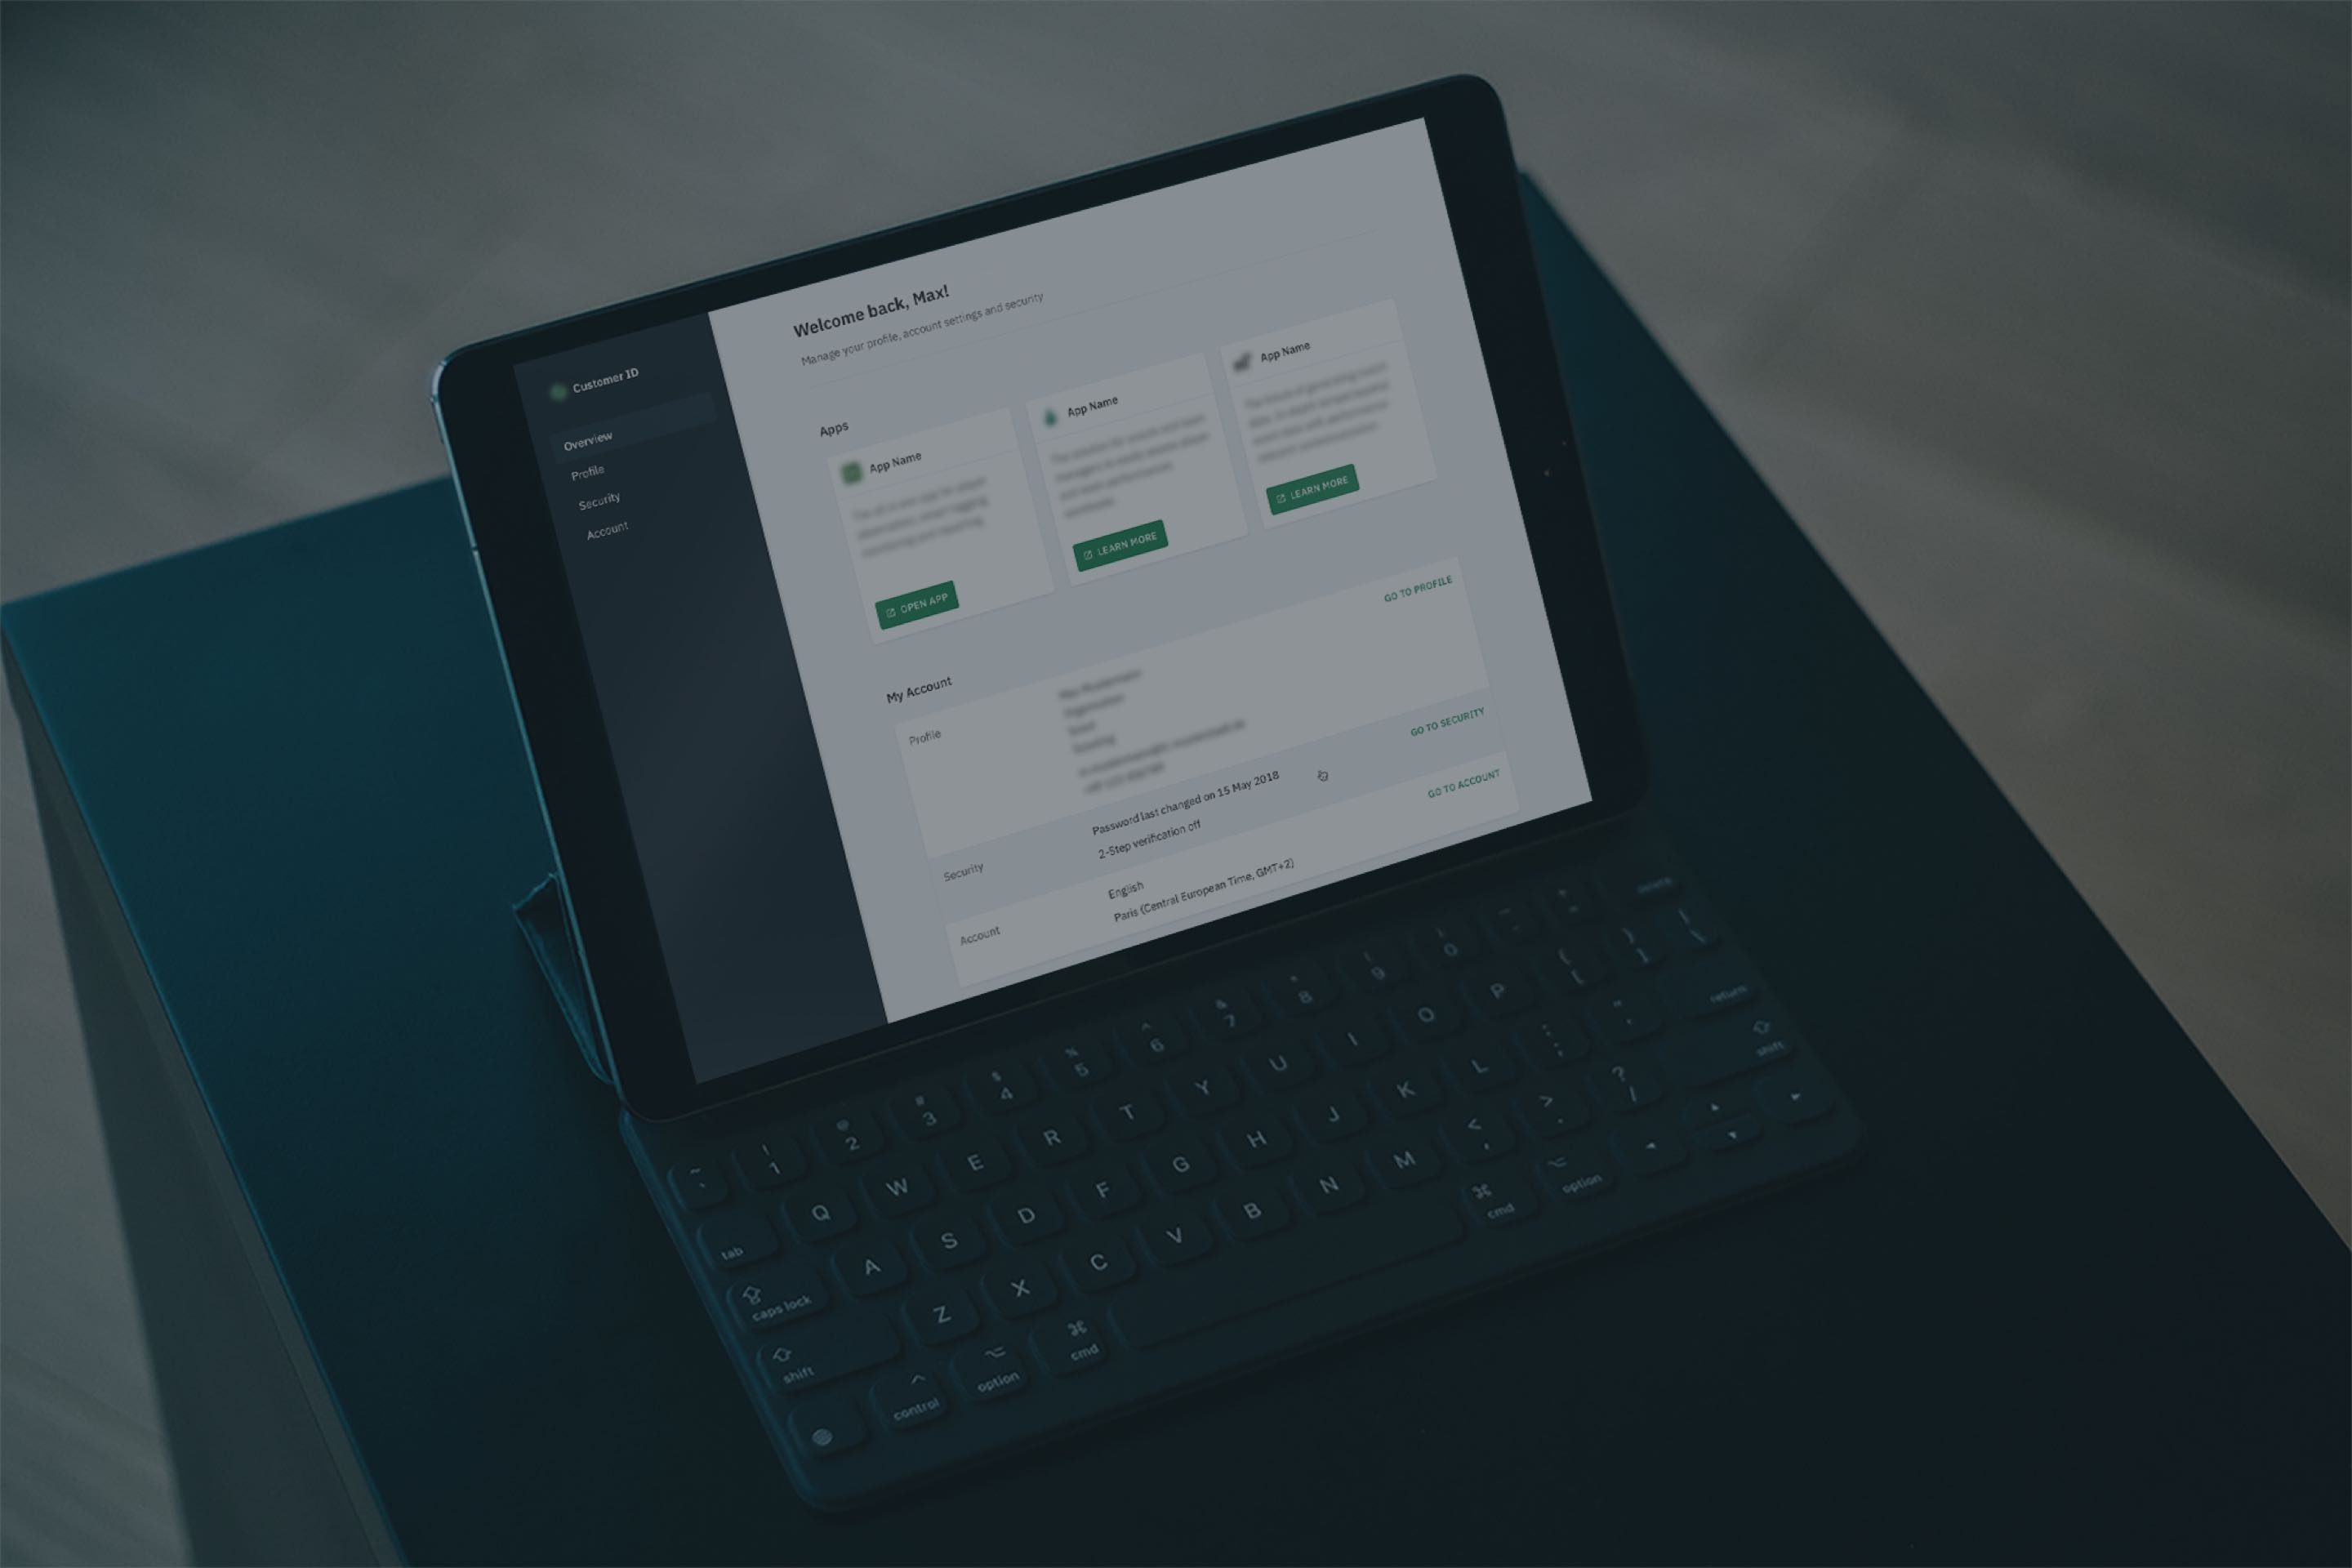 Customer ID
Overview
Profile
Security
Account
Welcome back, Max!
Manage your profile, account settings and security
Apps
App Name
OPEN APP
App Name
LEARN MORE
App Name
LEARN MORE
My Account
Profile
GO TO PROFILE
Security
Password last changed on 15 May 2018
2-Step verification off
GO TO SECURITY
Account
English
Paris (Central European Time, GMT+2)
GO TO ACCOUNT
~ ! @ # $ % ^ & * ( ) _ +
` 1 2 3 4 5 6 7 8 9 0 - = delete
tab Q W E R T Y U I O P { [ } ] | \
caps lock A S D F G H J K L : ; " ' return
shift Z X C V B N M < , > . ? / shift
control option cmd cmd option